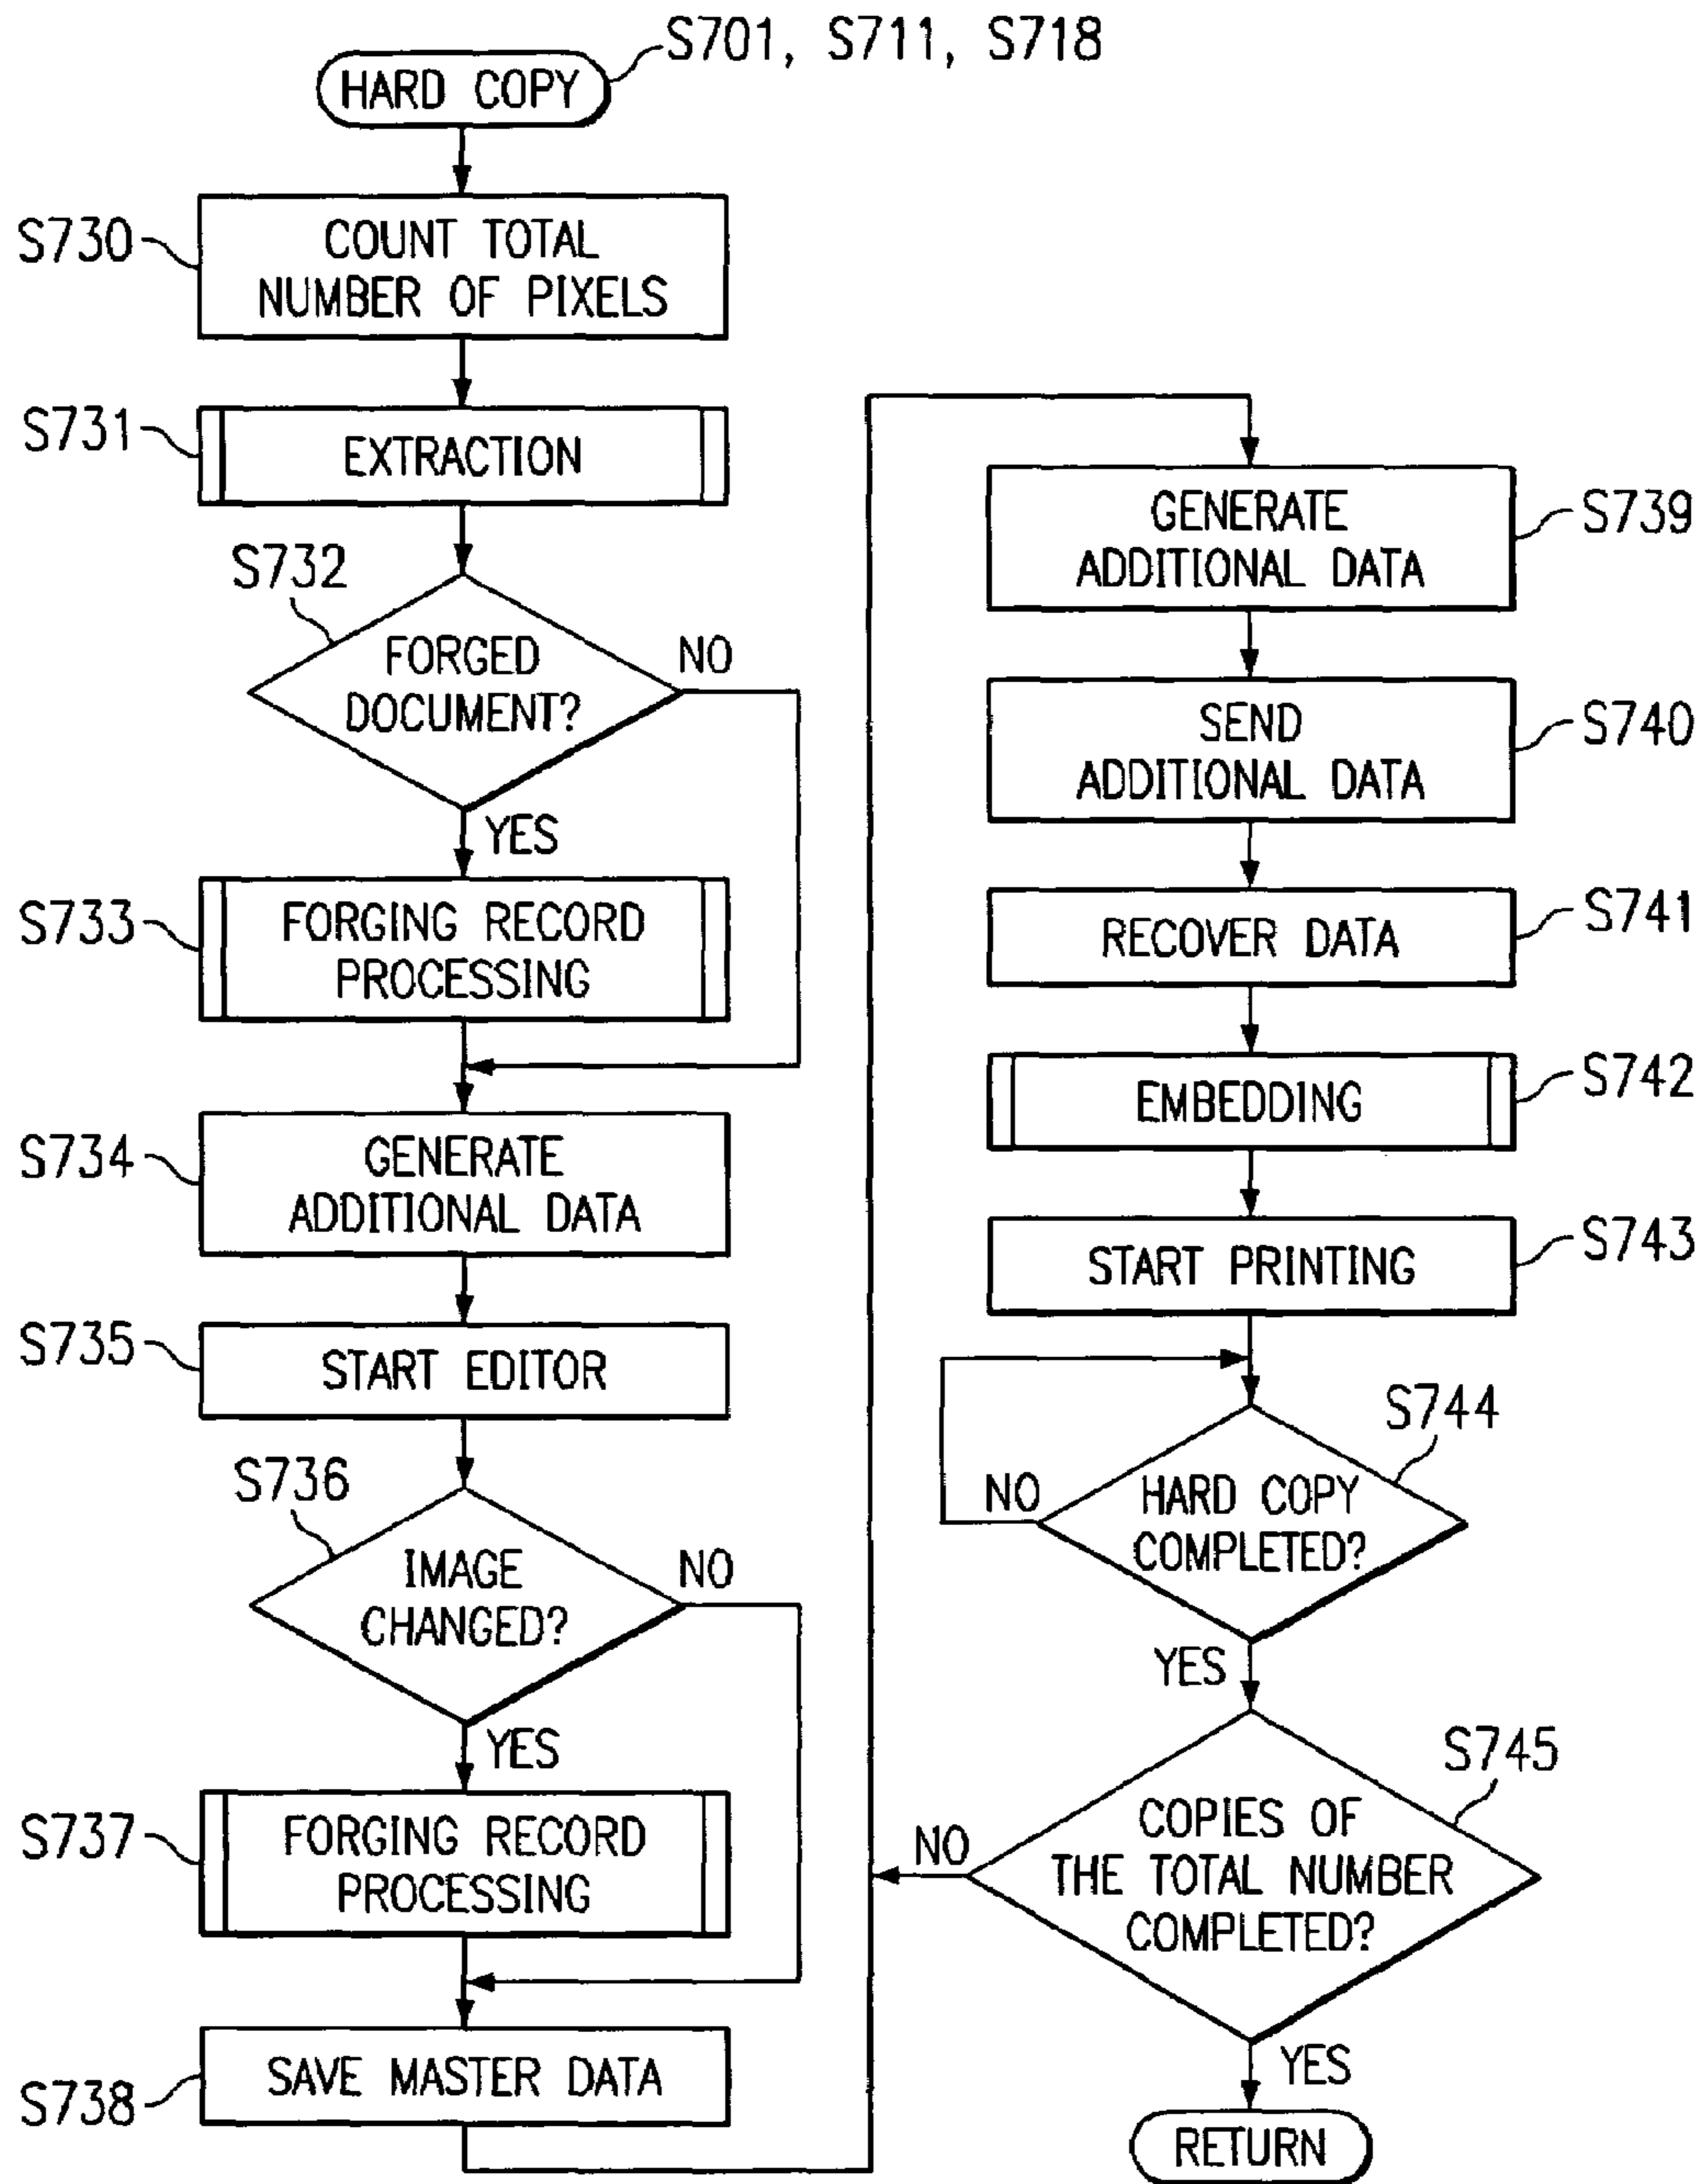 S701, S711, S718
HARD COPY
S730
COUNT TOTAL
NUMBER OF PIXELS
S731
EXTRACTION
S732
FORGED
DOCUMENT?
NO
YES
S733
FORGING RECORD
PROCESSING
S734
GENERATE
ADDITIONAL DATA
S735
START EDITOR
S736
IMAGE
CHANGED?
NO
YES
S737
FORGING RECORD
PROCESSING
S738
SAVE MASTER DATA
GENERATE
ADDITIONAL DATA
S739
SEND
ADDITIONAL DATA
S740
RECOVER DATA
S741
EMBEDDING
S742
START PRINTING
S743
S744
HARD COPY
COMPLETED?
NO
YES
S745
COPIES OF
THE TOTAL NUMBER
COMPLETED?
NO
YES
RETURN